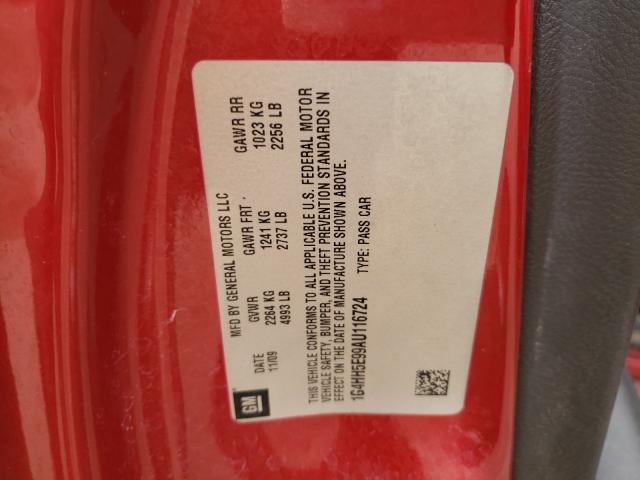 GM
MFD BY GENERAL MOTORS LLC
DATE GVWR GAWR FRT GAWR RR
11/09 2264 KG 1241 KG 1023 KG
4993 LB 2737 LB 2256 LB
THIS VEHICLE CONFORMS TO ALL APPLICABLE U.S. FEDERAL MOTOR
VEHICLE SAFETY, BUMPER, AND THEFT PREVENTION STANDARDS IN
EFFECT ON THE DATE OF MANUFACTURE SHOWN ABOVE.
1G4HH5E99AU116724 TYPE: PASS CAR